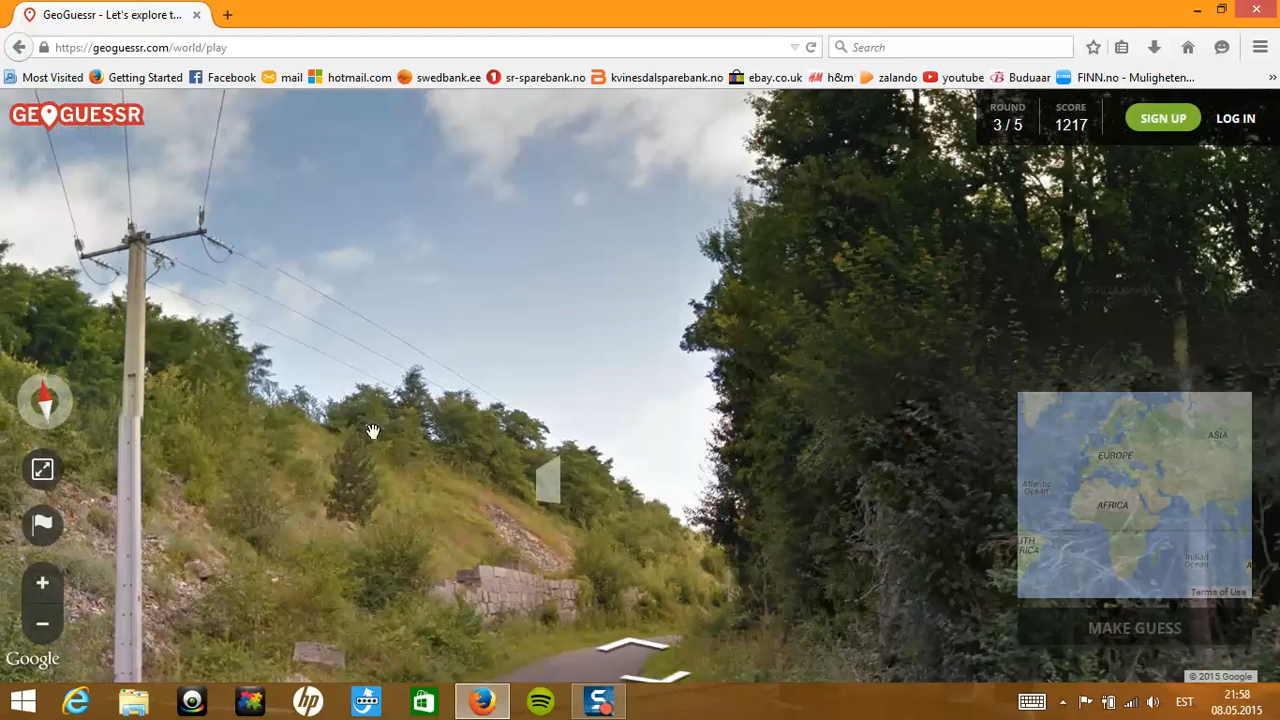 GeoGuessr - Let's explore t...
https://geoguessr.com/world/play
Search
Most Visited
Getting Started
Facebook
mail
hotmail.com
swedbank.ee
sr-sparebank.no
kvinesdalsparebank.no
ebay.co.uk
h&m
zalando
youtube
Buduaar
FINN.no - Muligheten...
GEOGUESSR
ROUND
3 / 5
SCORE
1217
SIGN UP
LOG IN
ASIA
EUROPE
Atlantic
Ocean
AFRICA
UTH
RICA
Indian
Ocean
A
Terms of Use
MAKE GUESS
Google
© 2015 Google
EST
21:58
08.05.2015